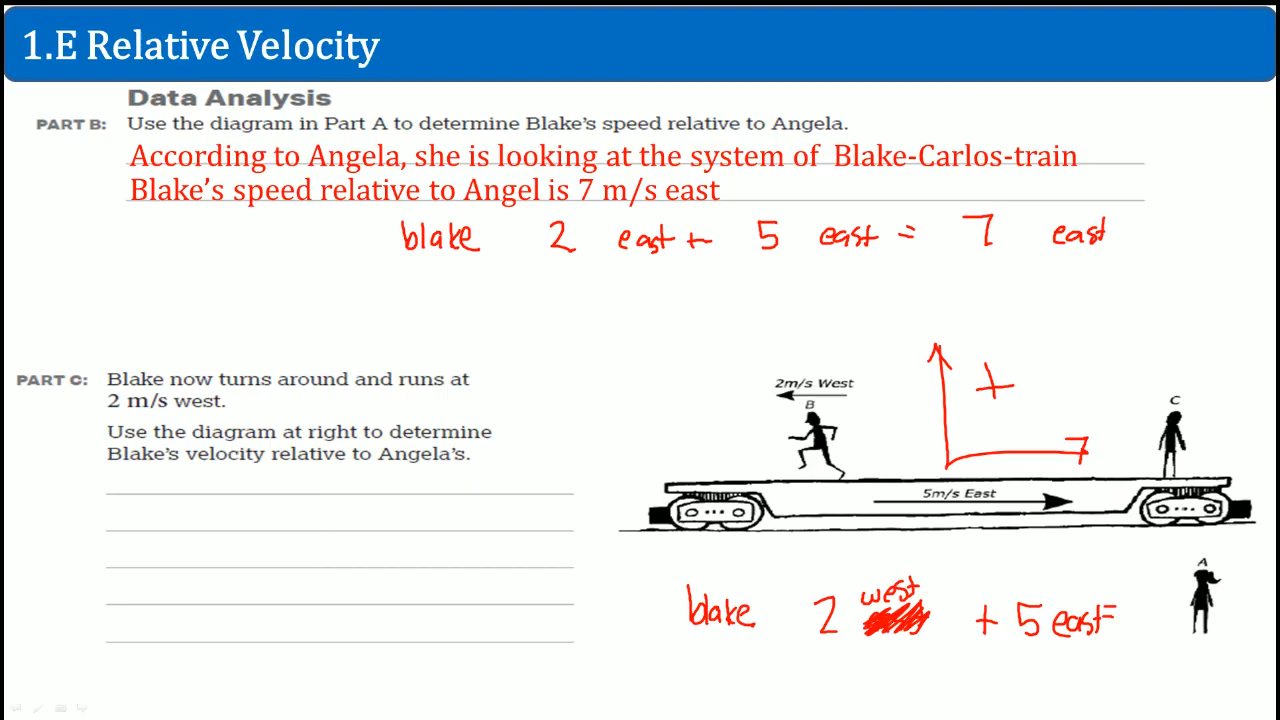 1.E Relative Velocity
Data Analysis
PART B: Use the diagram in Part A to determine Blake's speed relative to Angela.
According to Angela, she is looking at the system of Blake-Carlos-train
Blake's speed relative to Angel is 7 m/s east
blake 2 east + 5 east = 7 east
PART C: Blake now turns around and runs at
2 m/s west.
Use the diagram at right to determine
Blake's velocity relative to Angela's.
2m/s West
B
+
C
5m/s East
A
blake 2 west + 5 east=